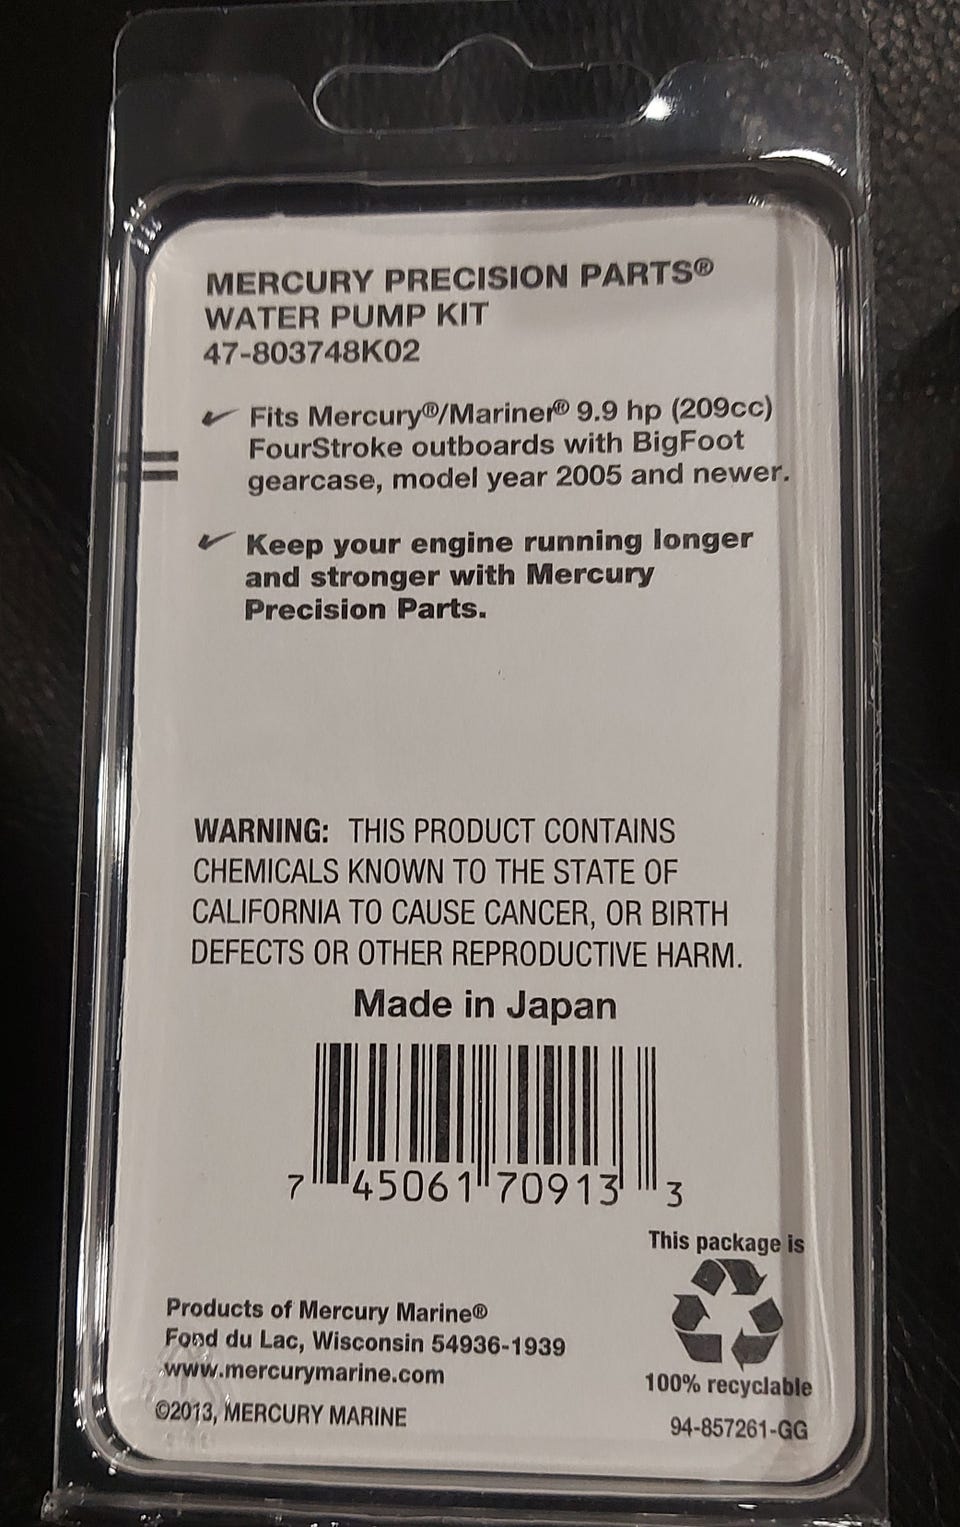 MERCURY PRECISION PARTS®
WATER PUMP KIT
47-803748K02
Fits Mercury®/Mariner® 9.9 hp (209cc)
FourStroke outboards with BigFoot
gearcase, model year 2005 and newer.
Keep your engine running longer
and stronger with Mercury
Precision Parts.
WARNING: THIS PRODUCT CONTAINS
CHEMICALS KNOWN TO THE STATE OF
CALIFORNIA TO CAUSE CANCER, OR BIRTH
DEFECTS OR OTHER REPRODUCTIVE HARM.
Made in Japan
7 45061 70913 3
This package is
100% recyclable
94-857261-GG
Products of Mercury Marine®
Fond du Lac, Wisconsin 54936-1939
www.mercurymarine.com
©2013, MERCURY MARINE